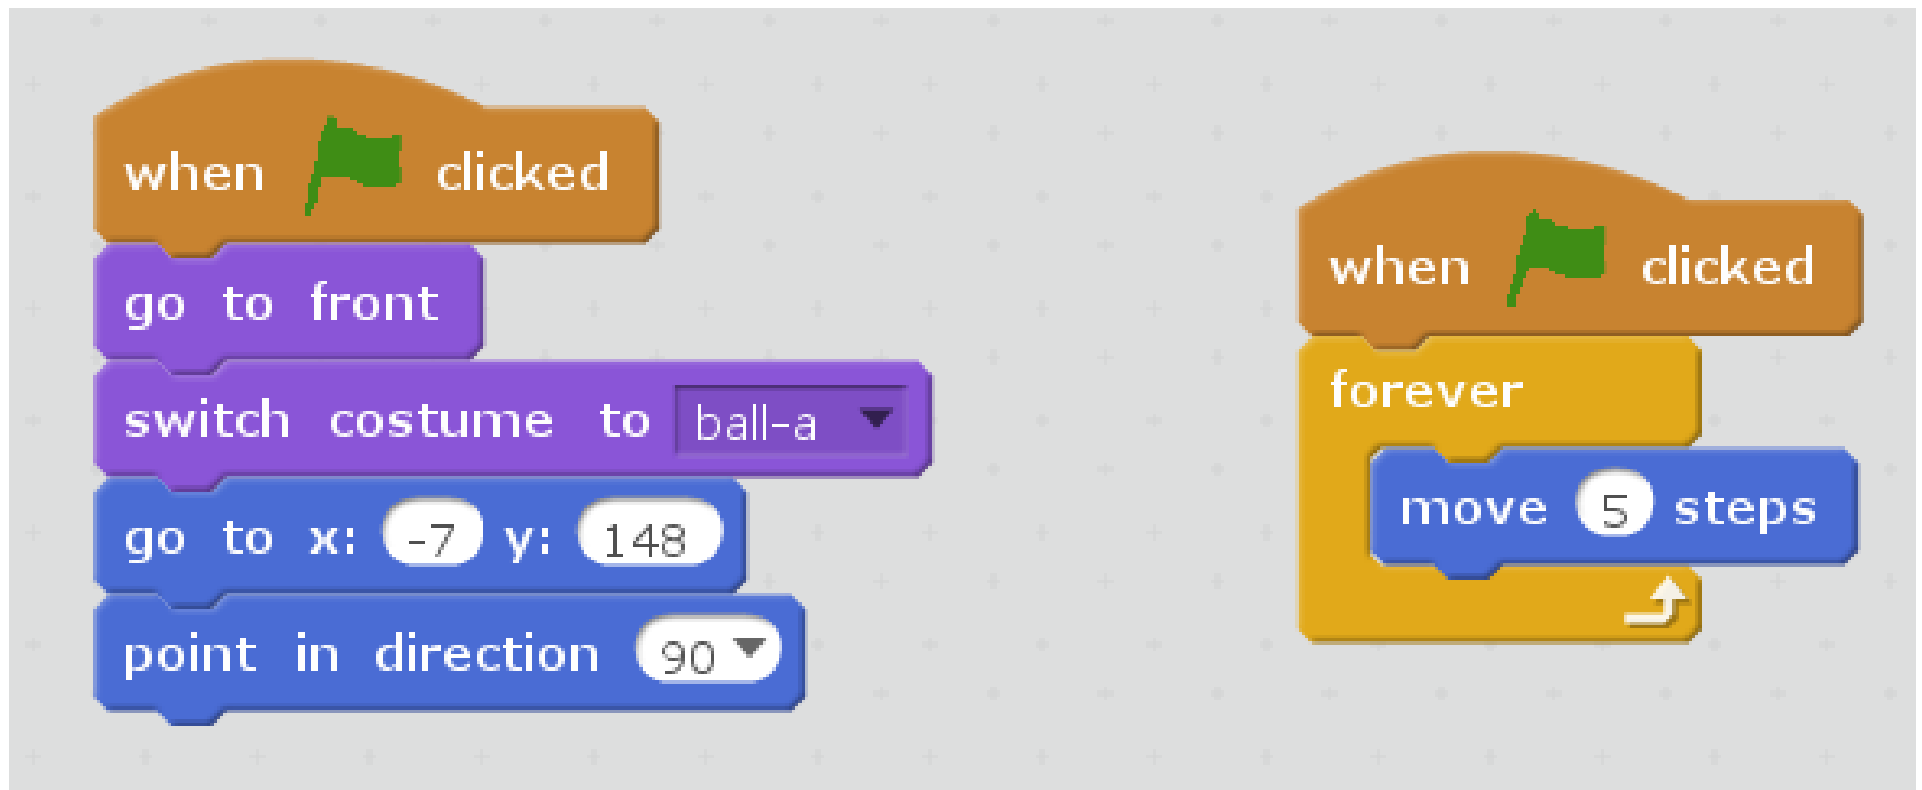 when clicked
go to front
switch costume to ball-a
go to x: -7 y: 148
point in direction 90
when clicked
forever
move 5 steps